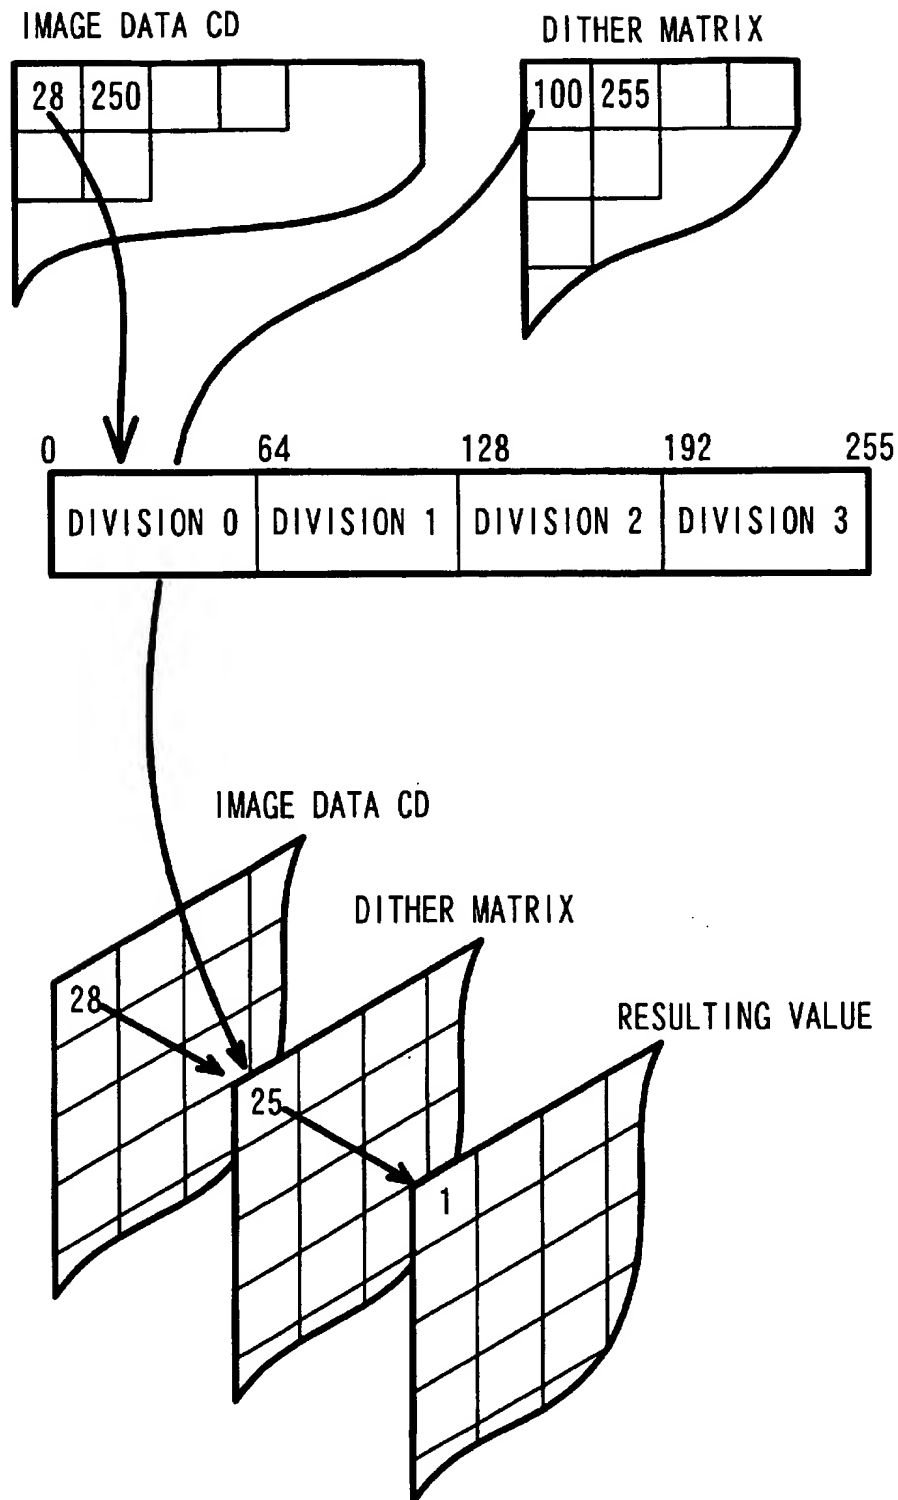 IMAGE DATA CD
DITHER MATRIX
28 250
100 255
0 64 128 192 255
DIVISION 0 DIVISION 1 DIVISION 2 DIVISION 3
IMAGE DATA CD
DITHER MATRIX
28
RESULTING VALUE
25
1